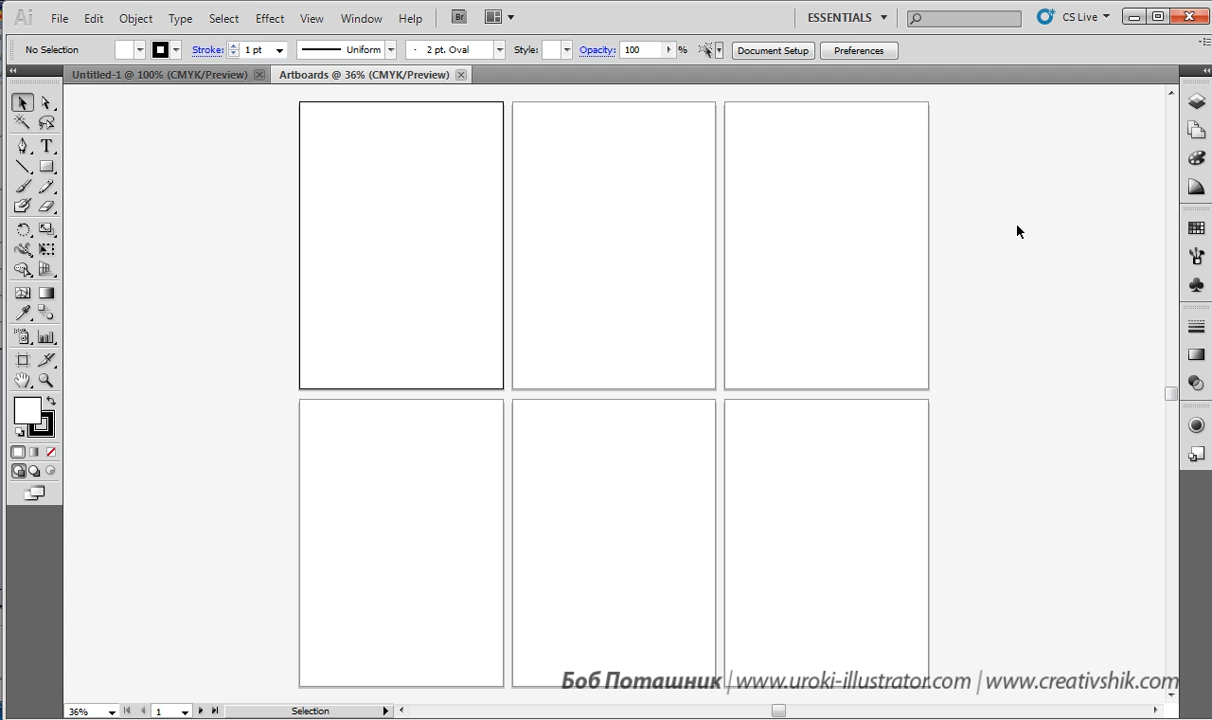 Ai File Edit Object Type Select Effect View Window Help Br ESSENTIALS CS Live
No Selection Stroke: 1 pt Uniform 2 pt. Oval Style: Opacity: 100 % Document Setup Preferences
Untitled-1 @ 100% (CMYK/Preview) Artboards @ 36% (CMYK/Preview)
T
Боб Поташник | www.uroki-illustrator.com | www.creativshik.com
36% 1 Selection